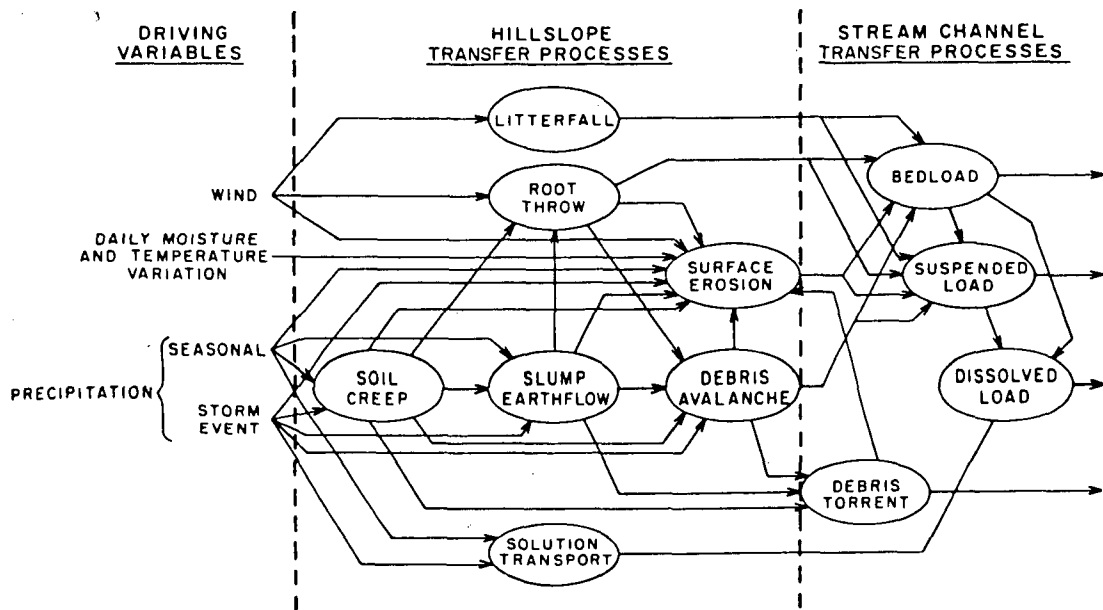 DRIVING
VARIABLES
HILLSLOPE
TRANSFER PROCESSES
STREAM CHANNEL
TRANSFER PROCESSES
LITTERFALL
WIND
ROOT
THROW
BEDLOAD
DAILY MOISTURE
AND TEMPERATURE
VARIATION
SURFACE
EROSION
SUSPENDED
LOAD
PRECIPITATION
SEASONAL
STORM
EVENT
SOIL
CREEP
SLUMP
EARTHFLOW
DEBRIS
AVALANCHE
DISSOLVED
LOAD
DEBRIS
TORRENT
SOLUTION
TRANSPORT